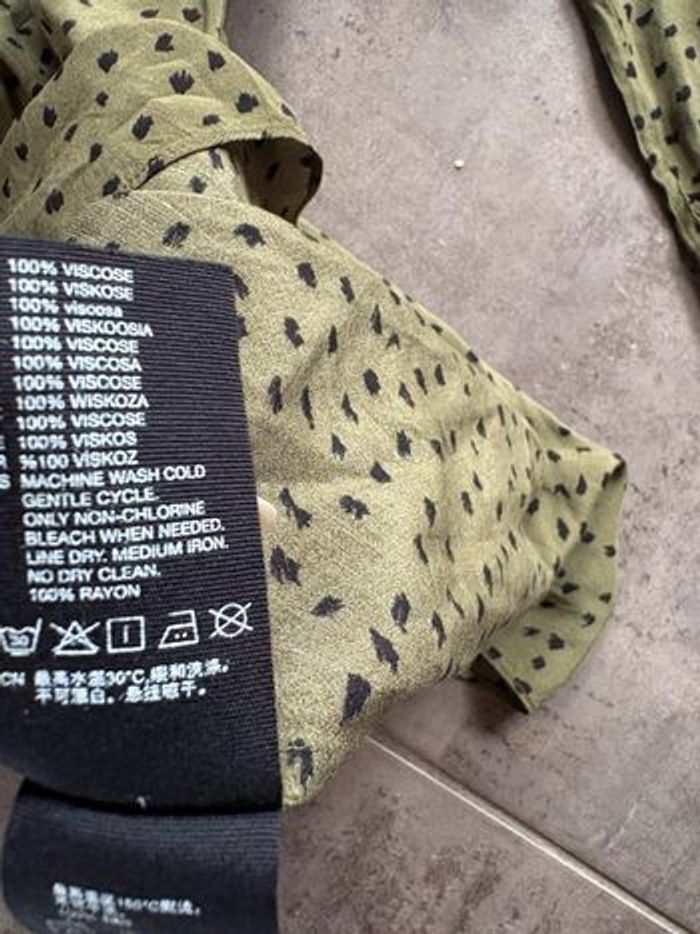 100% VISCOSE
100% VISKOSE
100% viscosa
100% VISKOOSIA
100% VISCOSE
100% VISCOSA
100% VISCOSE
100% WISKOZA
100% VISCOSE
100% VISKOS
%100 VİSKOZ
MACHINE WASH COLD
GENTLE CYCLE.
ONLY NON-CHLORINE
BLEACH WHEN NEEDED.
LINE DRY. MEDIUM IRON.
NO DRY CLEAN.
100% RAYON
30
CN 最高水温30°C,缓和洗涤。
不可漂白。悬挂晾干。
150°C